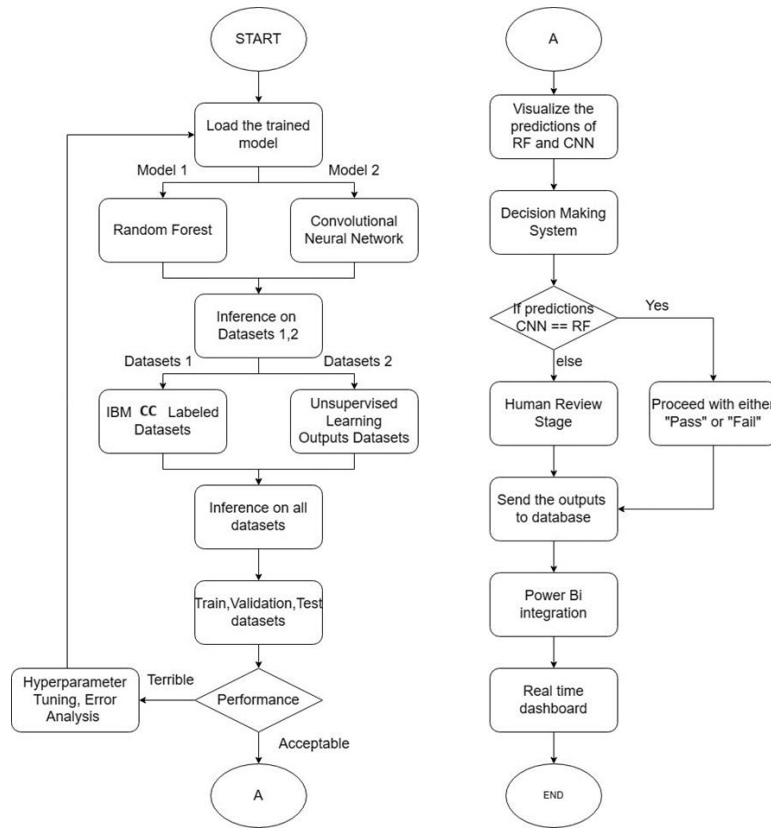 START
Load the trained
model
Model 1
Model 2
Random Forest
Convolutional
Neural Network
Inference on
Datasets 1,2
Datasets 1
Datasets 2
IBM CC Labeled
Datasets
Unsupervised
Learning
Outputs Datasets
Inference on all
datasets
Train,Validation,Test
datasets
Performance
Terrible
Hyperparameter
Tuning, Error
Analysis
Acceptable
A
A
Visualize the
predictions of
RF and CNN
Decision Making
System
If predictions
CNN == RF
Yes
else
Human Review
Stage
Proceed with either
"Pass" or "Fail"
Send the outputs
to database
Power Bi
integration
Real time
dashboard
END